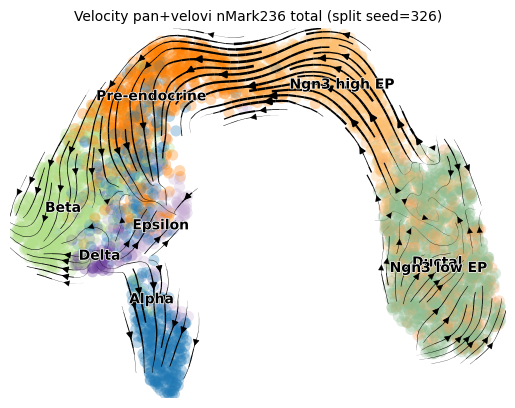 Velocity pan+velovi nMark236 total (split seed=326)
Ngn3 high EP
Pre-endocrine
Beta
Epsilon
Delta
Ductal
Ngn3 low EP
Alpha